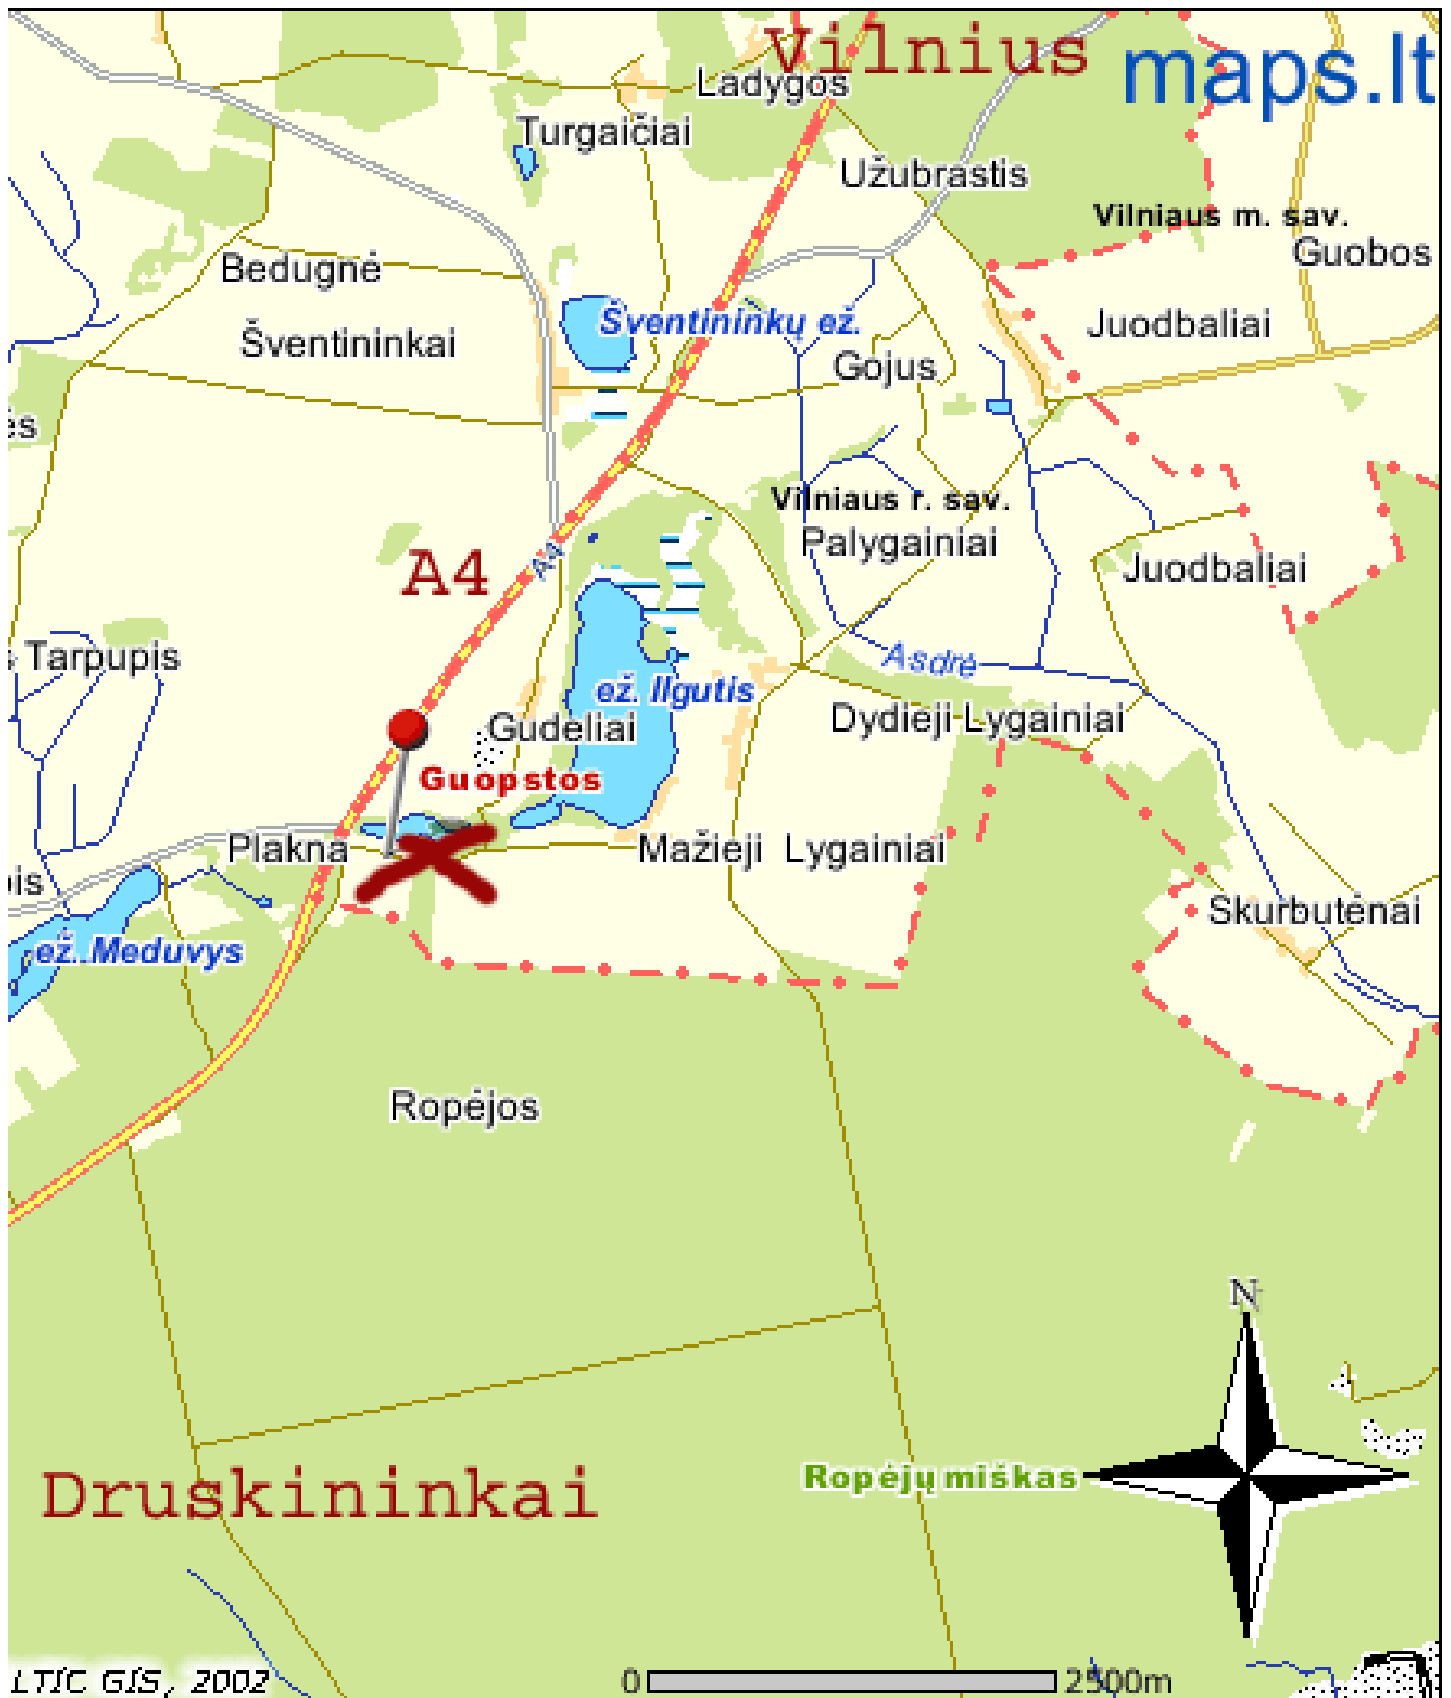 Vilnius
maps.lt
Ladygos
Turgaičiai
Užubrastis
Vilniaus m. sav.
Guobos
Bedugnė
Šventininkų ež.
Juodbaliai
Šventininkai
Gojus
ės
Vilniaus r. sav.
Palygainiai
A4
A4
Juodbaliai
Tarpupis
Asdrė
ež. Ilgutis
Gudeliai
Dydieji Lygainiai
Guopstos
Plakna
Mažieji Lygainiai
Skurbutėnai
ež. Meduvys
Ropėjos
N
Druskininkai
Ropėjų miškas
LTIC GIS, 2002
0 2500m